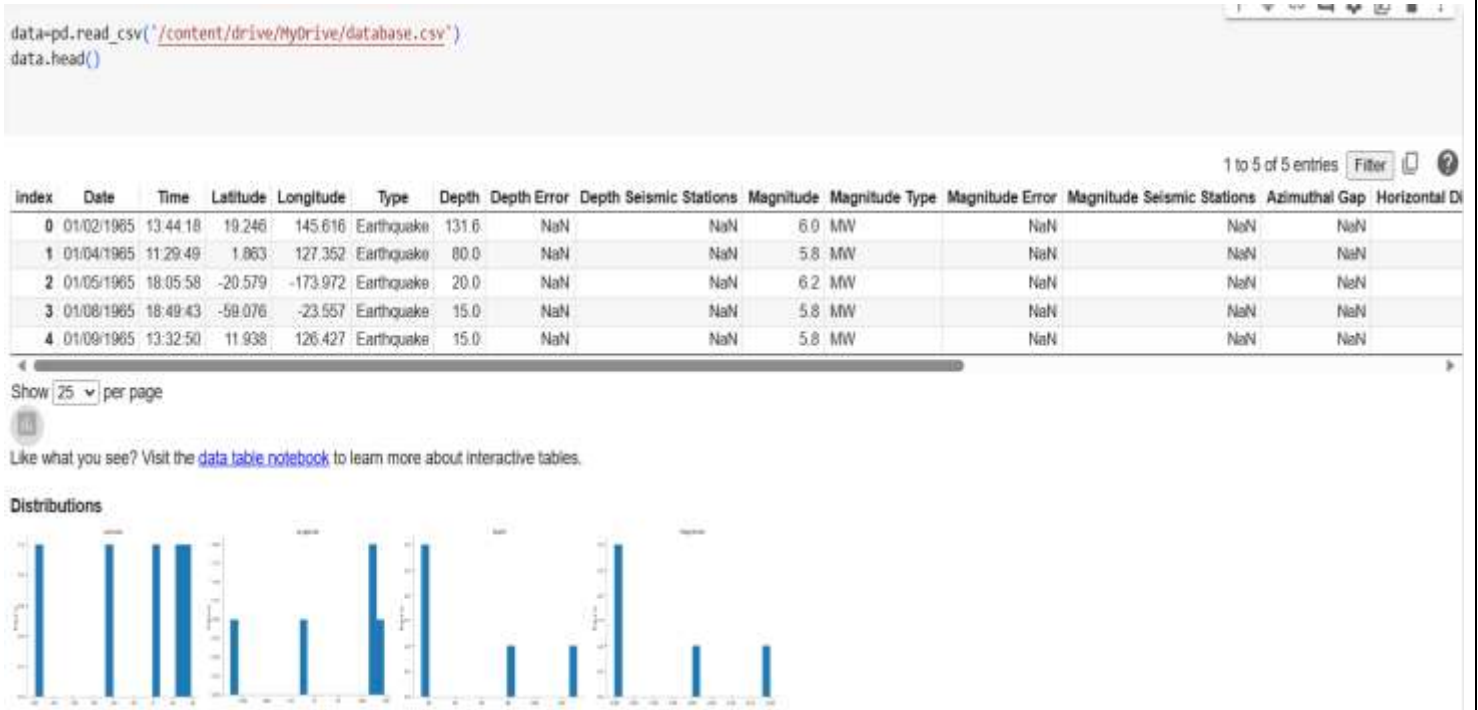 data=pd.read_csv('/content/drive/MyDrive/database.csv')
data.head()
1 to 5 of 5 entries Filter
index Date Time Latitude Longitude Type Depth Depth Error Depth Seismic Stations Magnitude Magnitude Type Magnitude Error Magnitude Seismic Stations Azimuthal Gap Horizontal Di
0 01/02/1965 13:44:18 19.246 145.616 Earthquake 131.6 NaN NaN 6.0 MW NaN NaN NaN
1 01/04/1965 11:29:49 1.863 127.352 Earthquake 80.0 NaN NaN 5.8 MW NaN NaN NaN
2 01/05/1965 18:05:58 -20.579 -173.972 Earthquake 20.0 NaN NaN 6.2 MW NaN NaN NaN
3 01/08/1965 18:49:43 -59.076 -23.557 Earthquake 15.0 NaN NaN 5.8 MW NaN NaN NaN
4 01/09/1965 13:32:50 11.938 126.427 Earthquake 15.0 NaN NaN 5.8 MW NaN NaN NaN
Show 25 per page
Like what you see? Visit the data table notebook to learn more about interactive tables.
Distributions